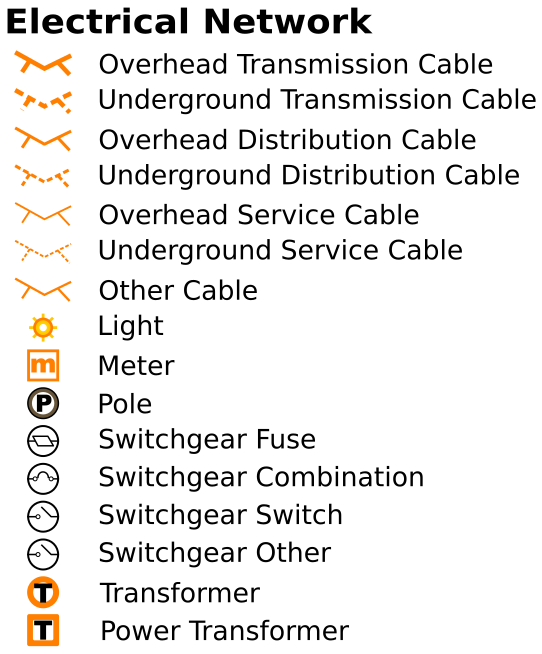 Electrical Network
Overhead Transmission Cable
Underground Transmission Cable
Overhead Distribution Cable
Underground Distribution Cable
Overhead Service Cable
Underground Service Cable
Other Cable
Light
m Meter
P Pole
Switchgear Fuse
Switchgear Combination
Switchgear Switch
Switchgear Other
T Transformer
T Power Transformer